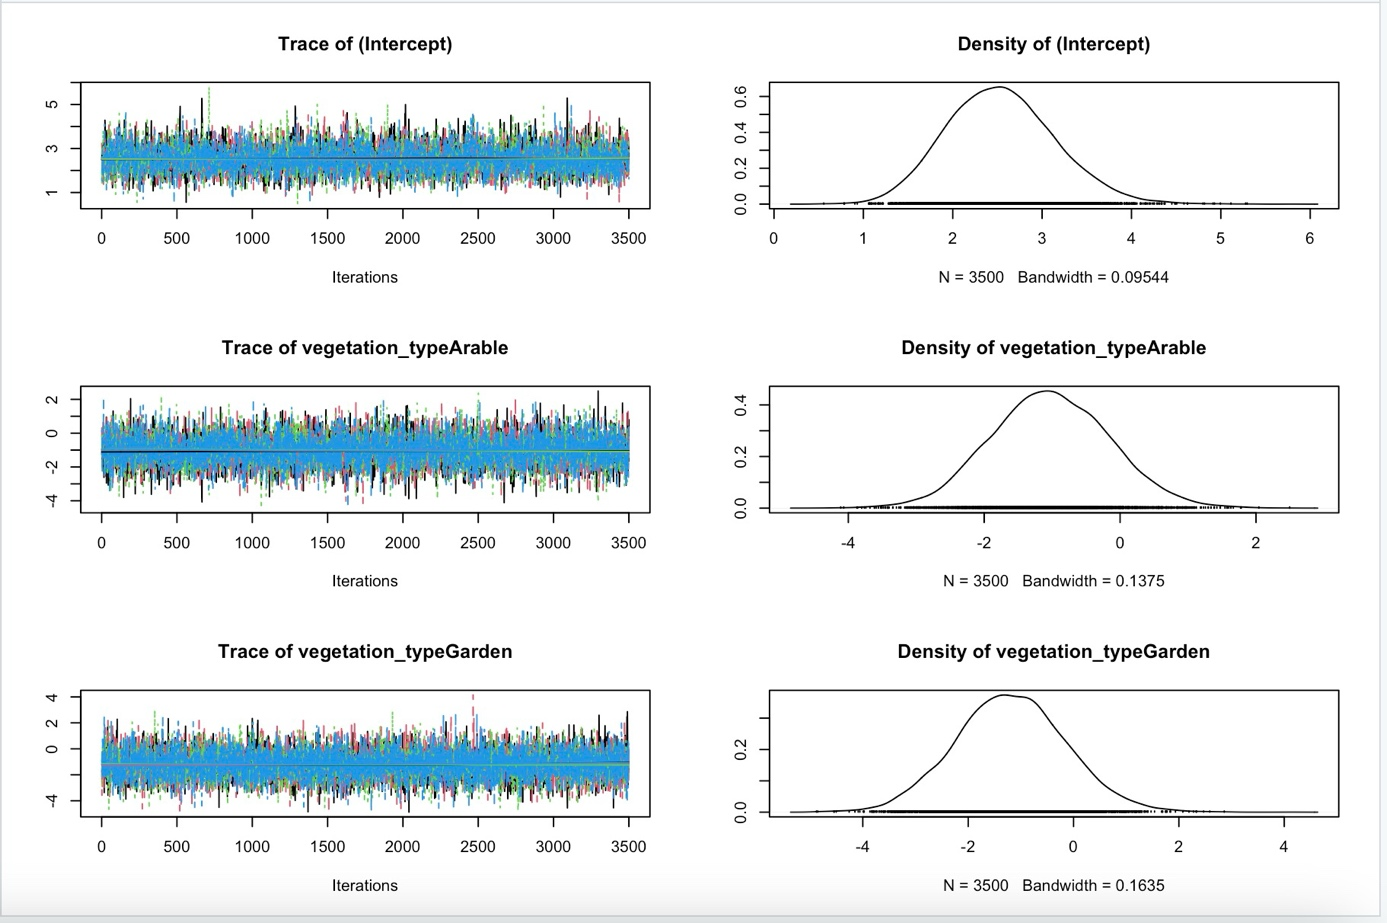 Trace of (Intercept)
Density of (Intercept)
1 3 5
0.0 0.2 0.4 0.6
0 500 1000 1500 2000 2500 3000 3500
0 1 2 3 4 5 6
Iterations
N = 3500 Bandwidth = 0.09544
Trace of vegetation_typeArable
Density of vegetation_typeArable
-4 -2 0 2
0.0 0.2 0.4
0 500 1000 1500 2000 2500 3000 3500
-4 -2 0 2
Iterations
N = 3500 Bandwidth = 0.1375
Trace of vegetation_typeGarden
Density of vegetation_typeGarden
-4 0 2 4
0.0 0.2
0 500 1000 1500 2000 2500 3000 3500
-4 -2 0 2 4
Iterations
N = 3500 Bandwidth = 0.1635